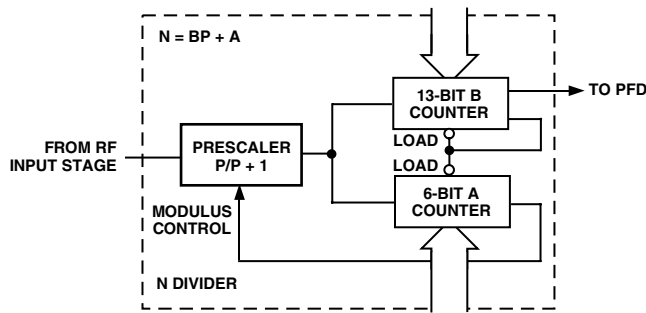 N = BP + A
13-BIT B
COUNTER
TO PFD
LOAD
LOAD
FROM RF
INPUT STAGE
PRESCALER
P/P + 1
6-BIT A
COUNTER
MODULUS
CONTROL
N DIVIDER